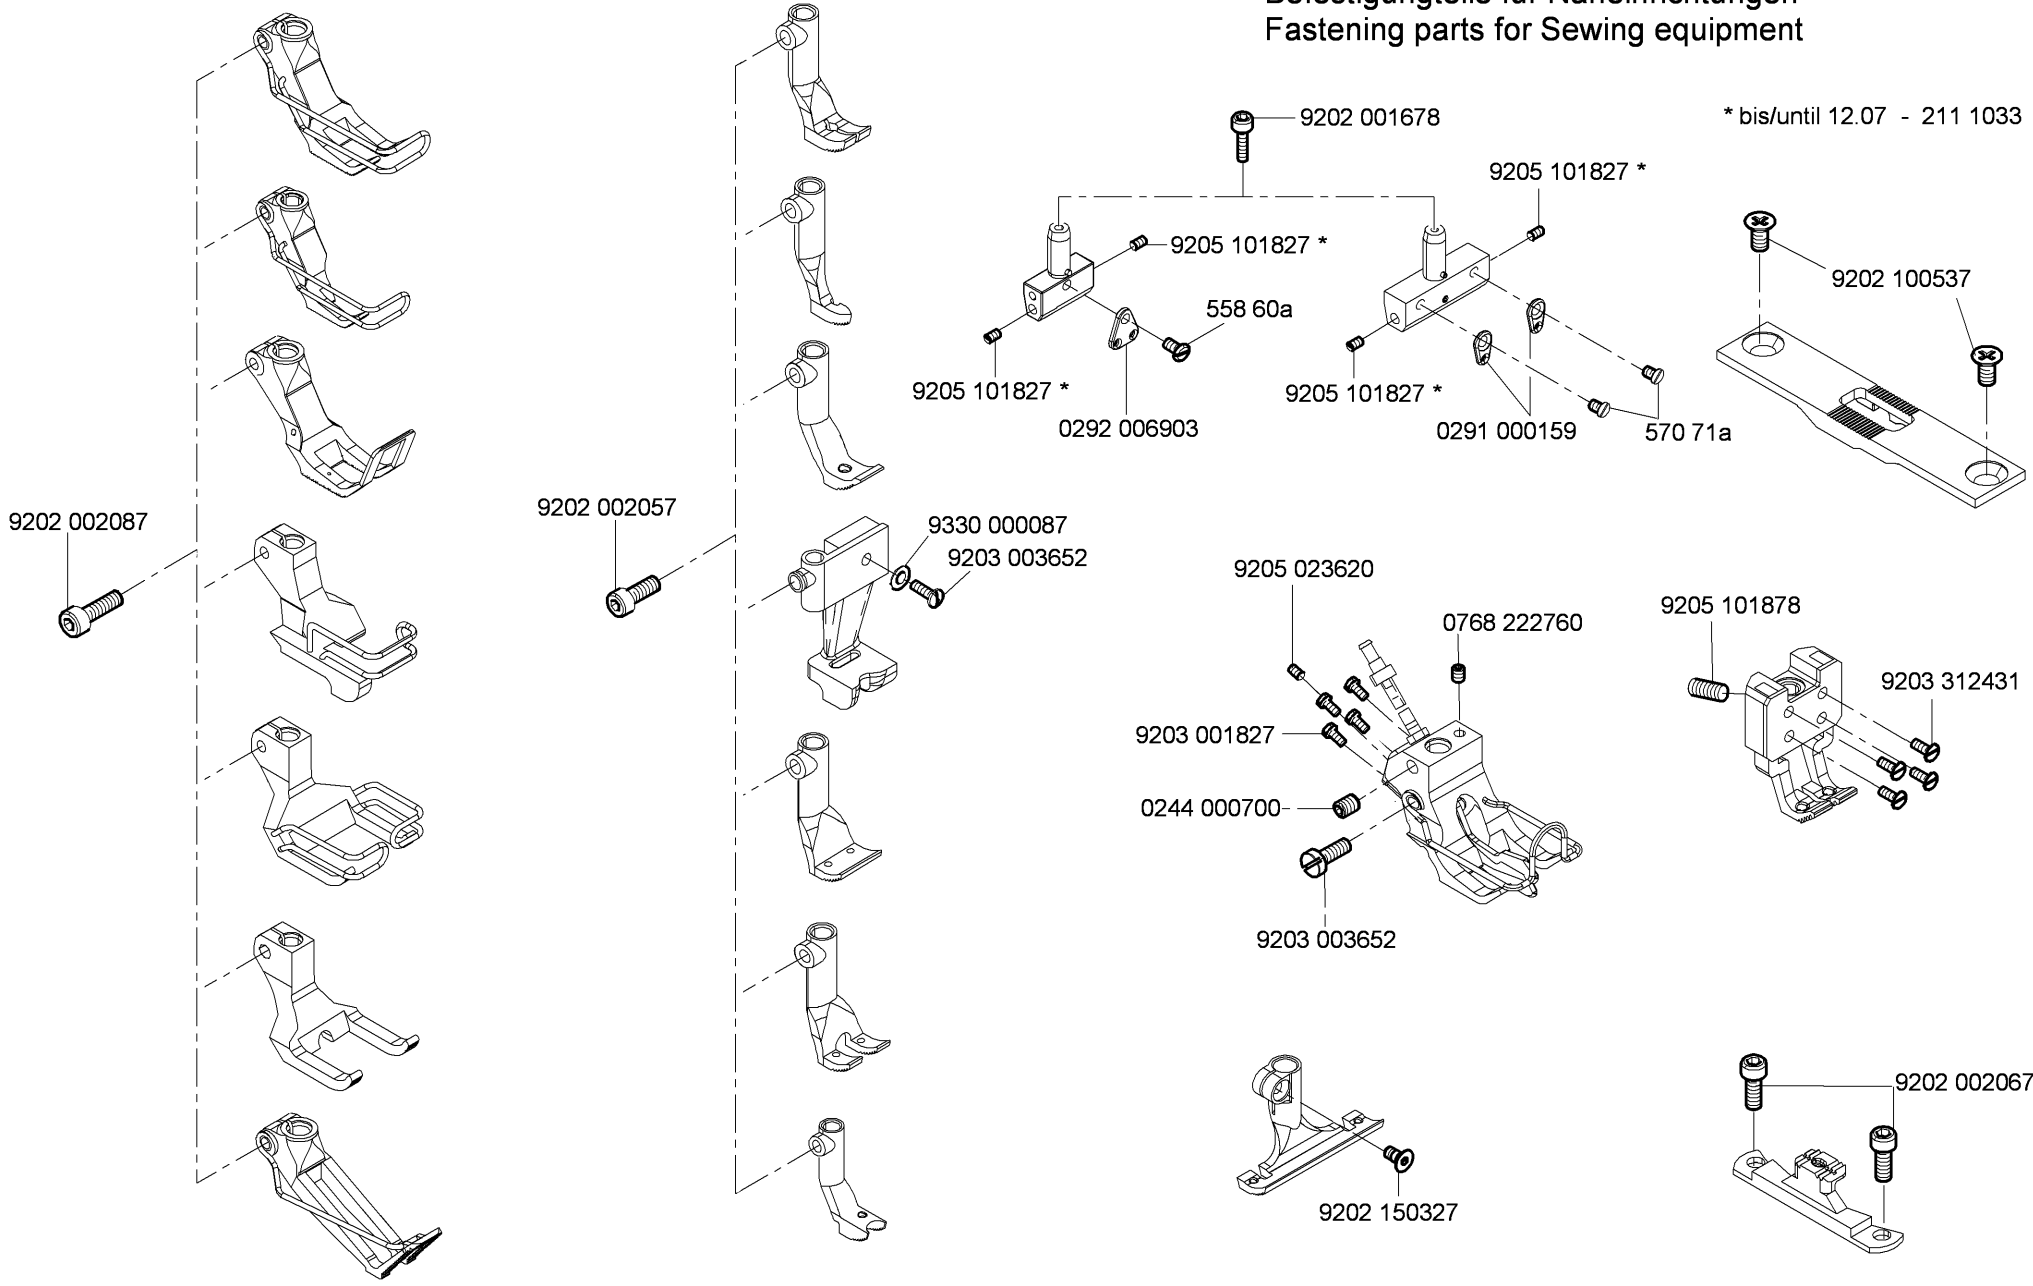 Befestigungteile für Näheinrichtungen
Fastening parts for Sewing equipment
* bis/until 12.07 - 211 1033
9202 001678
9205 101827 *
9205 101827 *
9202 100537
558 60a
9205 101827 *
9205 101827 *
0292 006903
0291 000159
570 71a
9202 002087
9202 002057
9330 000087
9203 003652
9205 023620
0768 222760
9205 101878
9203 312431
9203 001827
0244 000700
9203 003652
9202 002067
9202 150327